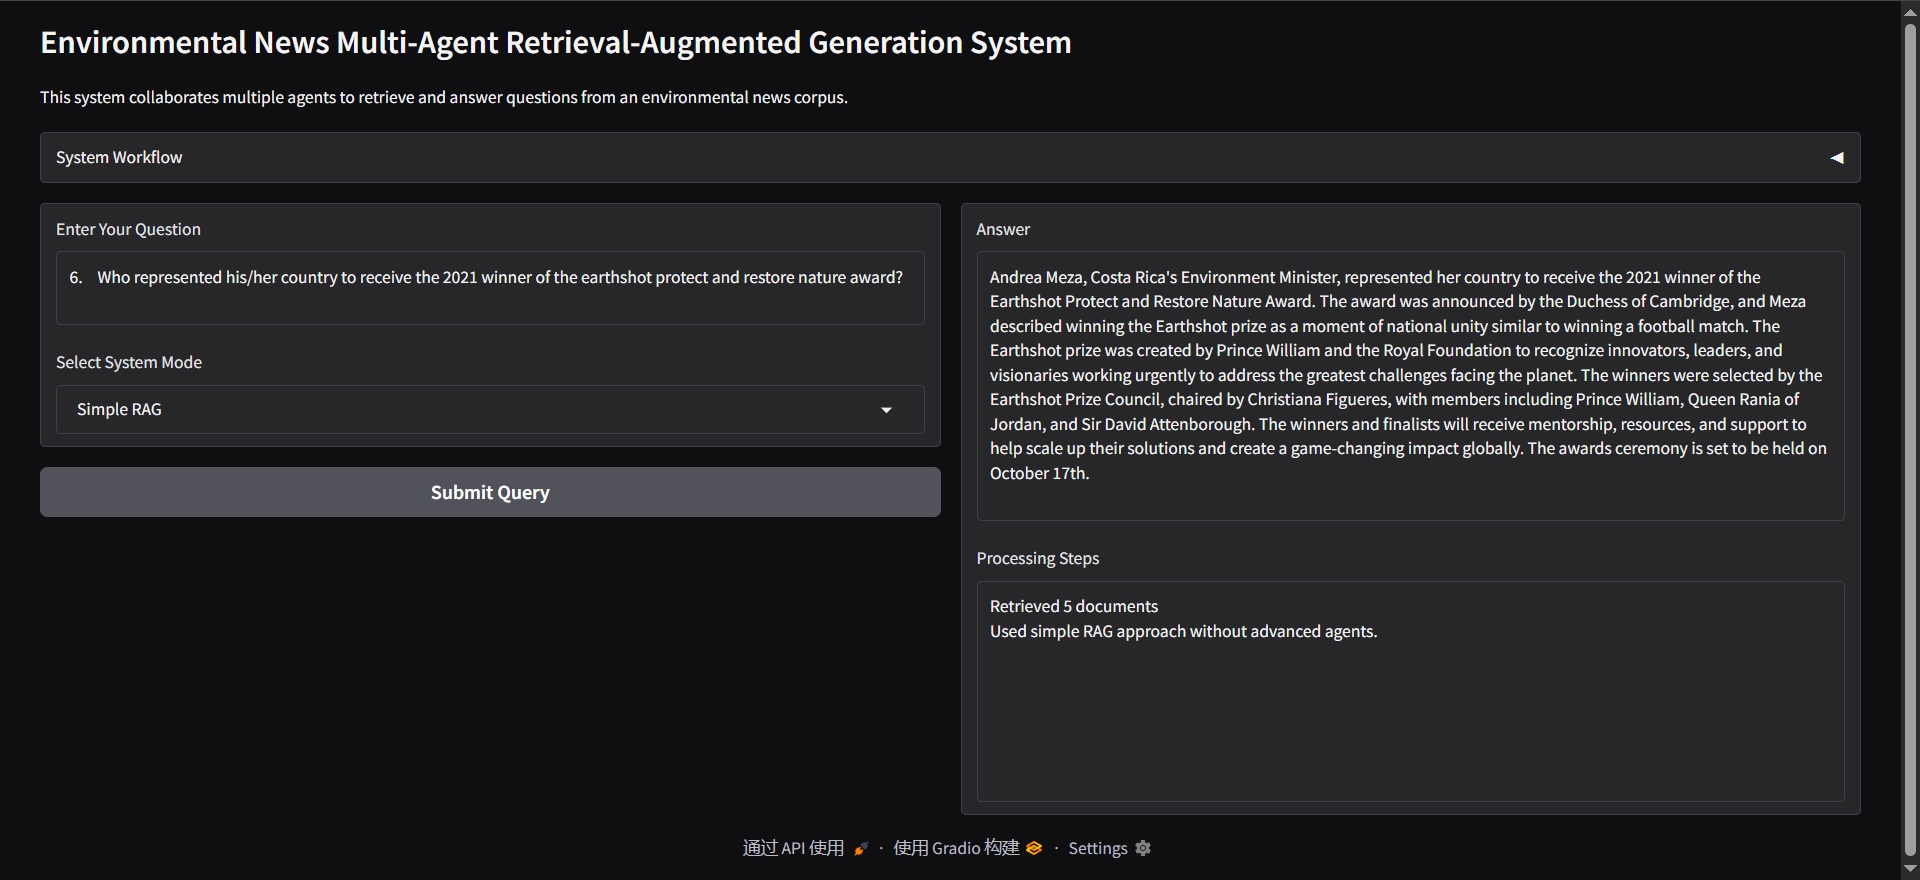 Environmental News Multi-Agent Retrieval-Augmented Generation System
This system collaborates multiple agents to retrieve and answer questions from an environmental news corpus.
System Workflow
Enter Your Question
6. Who represented his/her country to receive the 2021 winner of the earthshot protect and restore nature award?
Select System Mode
Simple RAG
Submit Query
Answer
Andrea Meza, Costa Rica's Environment Minister, represented her country to receive the 2021 winner of the
Earthshot Protect and Restore Nature Award. The award was announced by the Duchess of Cambridge, and Meza
described winning the Earthshot prize as a moment of national unity similar to winning a football match. The
Earthshot prize was created by Prince William and the Royal Foundation to recognize innovators, leaders, and
visionaries working urgently to address the greatest challenges facing the planet. The winners were selected by the
Earthshot Prize Council, chaired by Christiana Figueres, with members including Prince William, Queen Rania of
Jordan, and Sir David Attenborough. The winners and finalists will receive mentorship, resources, and support to
help scale up their solutions and create a game-changing impact globally. The awards ceremony is set to be held on
October 17th.
Processing Steps
Retrieved 5 documents
Used simple RAG approach without advanced agents.
通过 API 使用 · 使用 Gradio 构建 · Settings